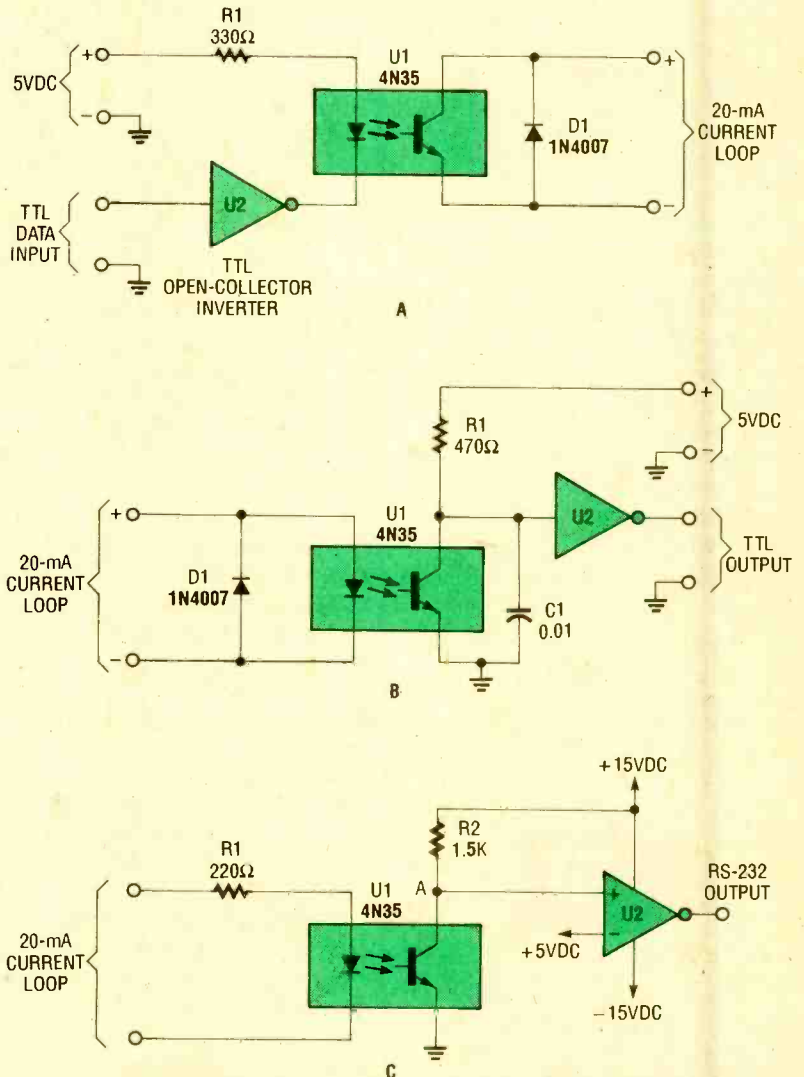 R1
330Ω
U1
4N35
+
5VDC
-
+
D1
1N4007
20-mA
CURRENT
LOOP
-
TTL
DATA
INPUT
U2
TTL
OPEN-COLLECTOR
INVERTER
A
+
5VDC
-
R1
470Ω
U1
4N35
+
20-mA
CURRENT
LOOP
-
D1
1N4007
U2
TTL
OUTPUT
C1
0.01
B
+15VDC
R2
1.5K
R1
220Ω
U1
4N35
A
RS-232
OUTPUT
+
U2
-
+5VDC
20-mA
CURRENT
LOOP
-15VDC
C